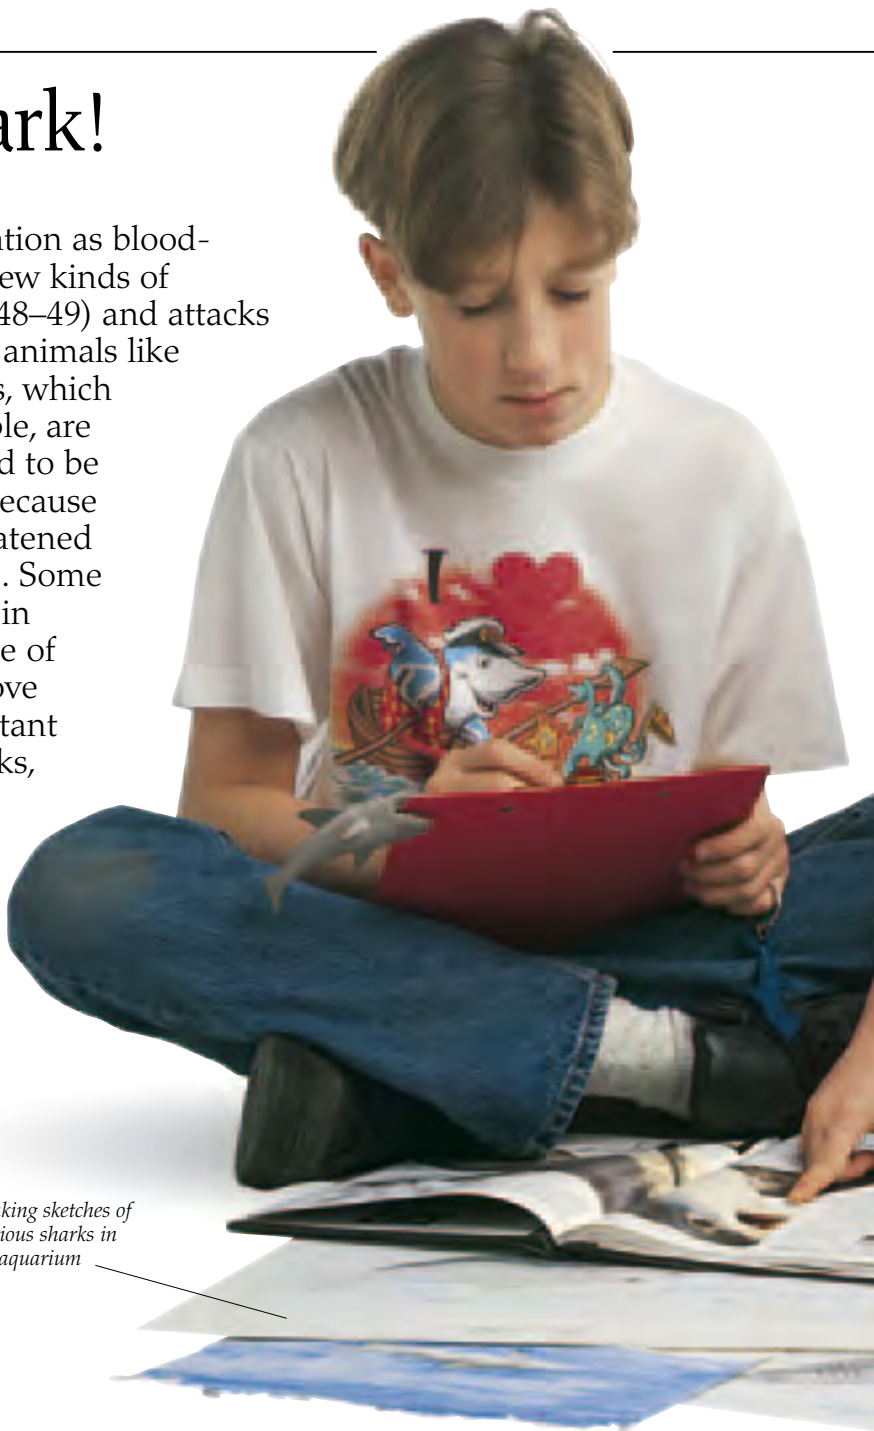 ark!
ation as blood-
ew kinds of
48–49) and attacks
animals like
s, which
ple, are
d to be
ecause
atened
. Some
in
e of
ove
tant
ks,
I
king sketches of
ious sharks in
aquarium